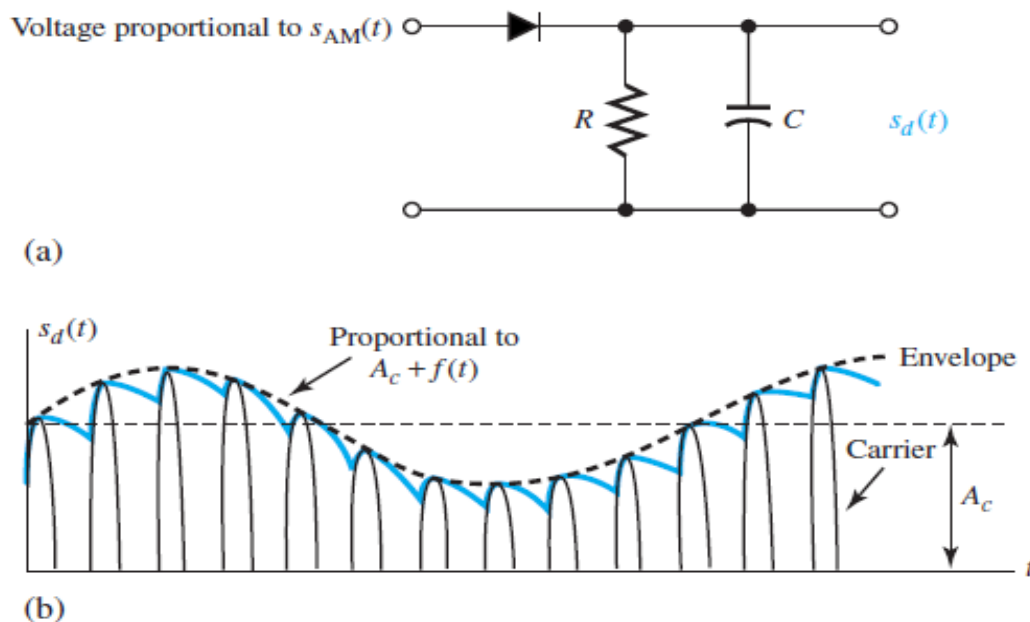 Voltage proportional to s_AM(t)
R
C
s_d(t)
(a)
s_d(t)
Proportional to
A_c + f(t)
Envelope
Carrier
A_c
t
(b)